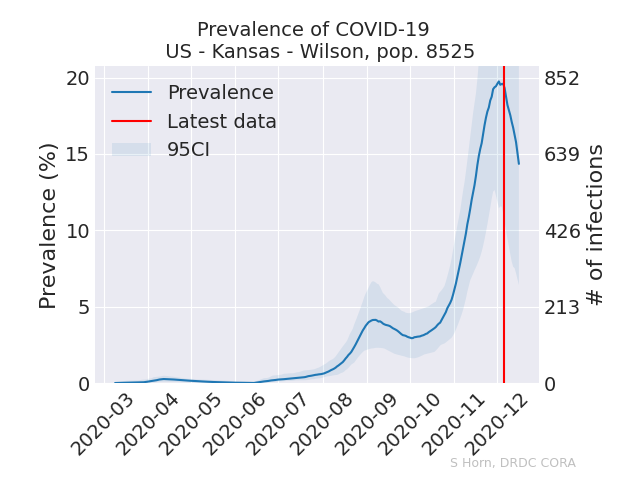 Prevalence of COVID-19
US - Kansas - Wilson, pop. 8525
Prevalence (%)
20
15
10
5
0
Prevalence
Latest data
95CI
852
639
426
213
0
# of infections
2020-03
2020-04
2020-05
2020-06
2020-07
2020-08
2020-09
2020-10
2020-11
2020-12
S Horn, DRDC CORA